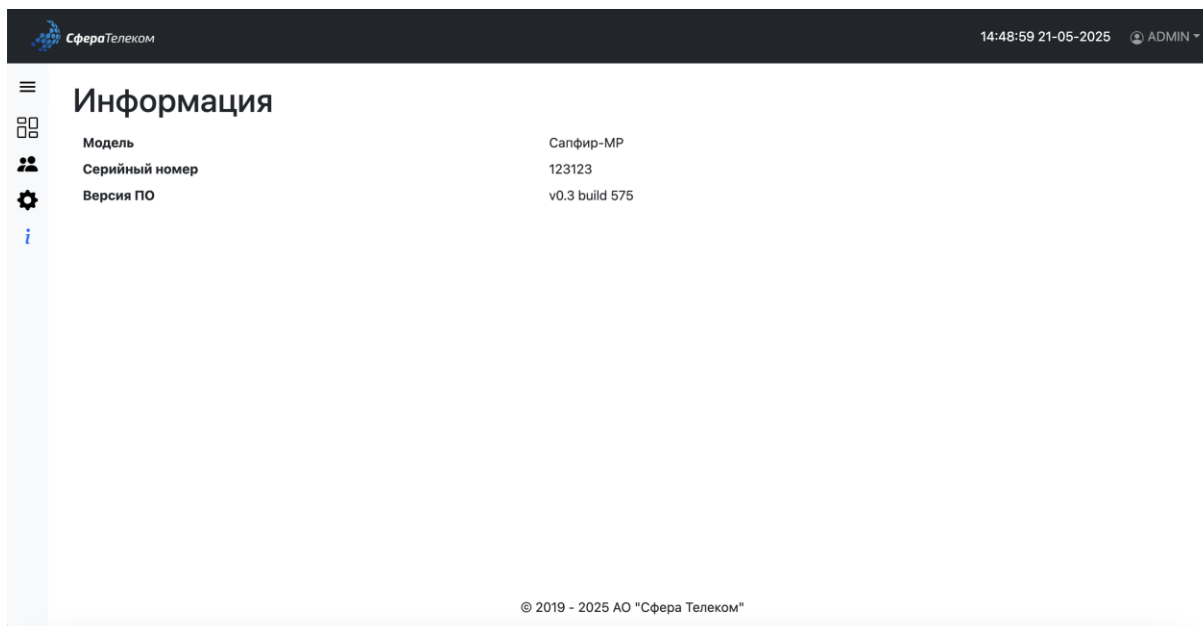 СфераТелеком
14:48:59 21-05-2025 ADMIN
Информация
Модель Сапфир-МР
Серийный номер 123123
Версия ПО v0.3 build 575
i
© 2019 - 2025 АО "Сфера Телеком"